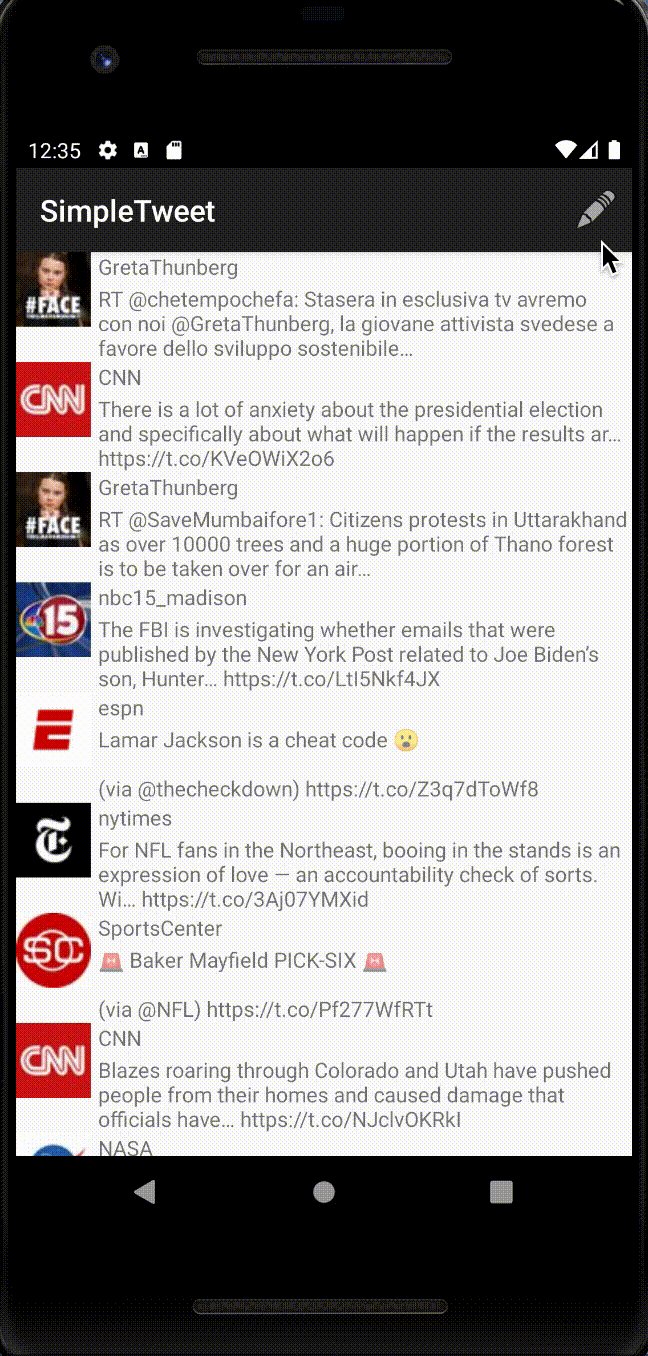 12:35
A
SimpleTweet
#FACE
GretaThunberg
RT @chetempochefa: Stasera in esclusiva tv avremo
con noi @GretaThunberg, la giovane attivista svedese a
favore dello sviluppo sostenibile…
CNN
CNN
There is a lot of anxiety about the presidential election
and specifically about what will happen if the results ar…
https://t.co/KVeOWiX2o6
#FACE
GretaThunberg
RT @SaveMumbaifore1: Citizens protests in Uttarakhand
as over 10000 trees and a huge portion of Thano forest
is to be taken over for an air…
15
nbc15_madison
The FBI is investigating whether emails that were
published by the New York Post related to Joe Biden’s
son, Hunter… https://t.co/LtI5Nkf4JX
E
espn
Lamar Jackson is a cheat code 😮
(via @thecheckdown) https://t.co/Z3q7dToWf8
T
nytimes
For NFL fans in the Northeast, booing in the stands is an
expression of love — an accountability check of sorts.
Wi… https://t.co/3Aj07YMXid
SC
SportsCenter
🚨 Baker Mayfield PICK-SIX 🚨
(via @NFL) https://t.co/Pf277WfRTt
CNN
CNN
Blazes roaring through Colorado and Utah have pushed
people from their homes and caused damage that
officials have… https://t.co/NJclvOKRkI
NASA